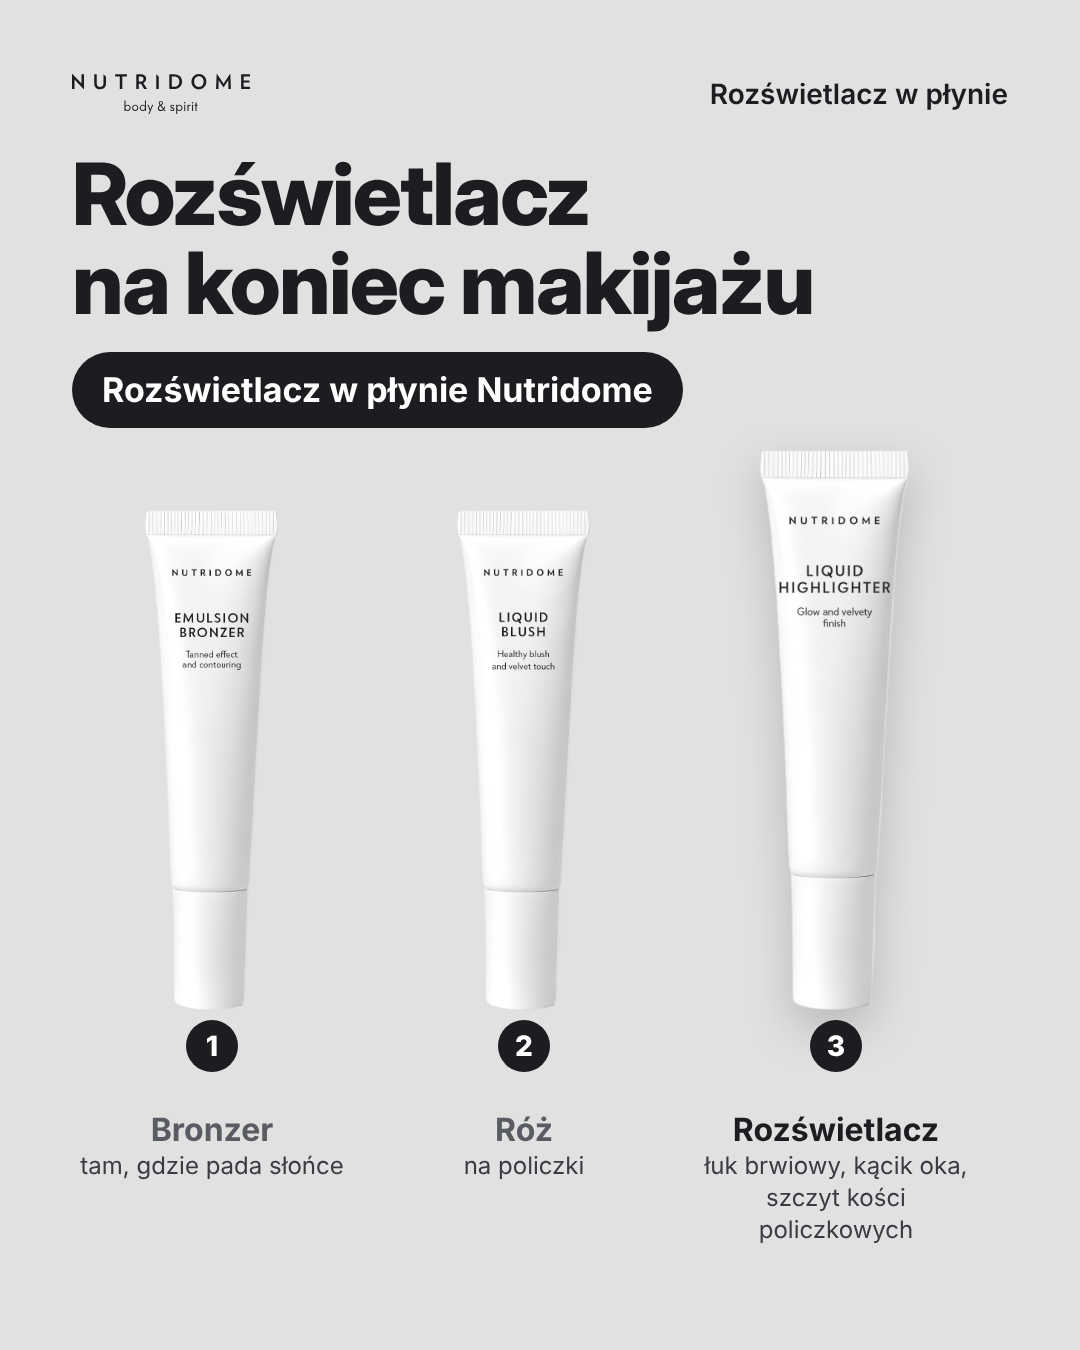 NUTRIDOME
body & spirit
Rozświetlacz w płynie
Rozświetlacz
na koniec makijażu
Rozświetlacz w płynie Nutridome
NUTRIDOME
EMULSION
BRONZER
Tanned effect
and contouring
NUTRIDOME
LIQUID
BLUSH
Healthy blush
and velvet touch
NUTRIDOME
LIQUID
HIGHLIGHTER
Glow and velvety
finish
1
2
3
Bronzer
tam, gdzie pada słońce
Róż
na policzki
Rozświetlacz
łuk brwiowy, kącik oka,
szczyt kości
policzkowych